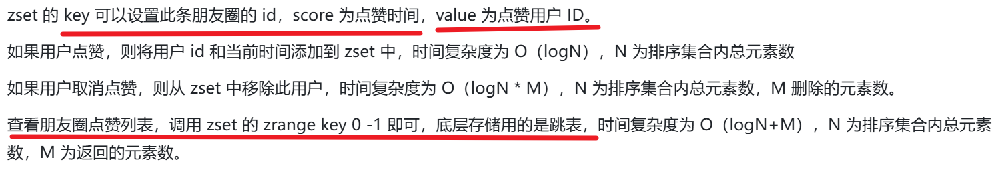 zset 的 key 可以设置此条朋友圈的 id，score 为点赞时间，value 为点赞用户 ID。
如果用户点赞，则将用户 id 和当前时间添加到 zset 中，时间复杂度为 O（logN），N 为排序集合内总元素数
如果用户取消点赞，则从 zset 中移除此用户，时间复杂度为 O（logN * M），N 为排序集合内总元素数，M 删除的元素数。
查看朋友圈点赞列表，调用 zset 的 zrange key 0 -1 即可，底层存储用的是跳表，时间复杂度为 O（logN+M），N 为排序集合内总元素
数，M 为返回的元素数。